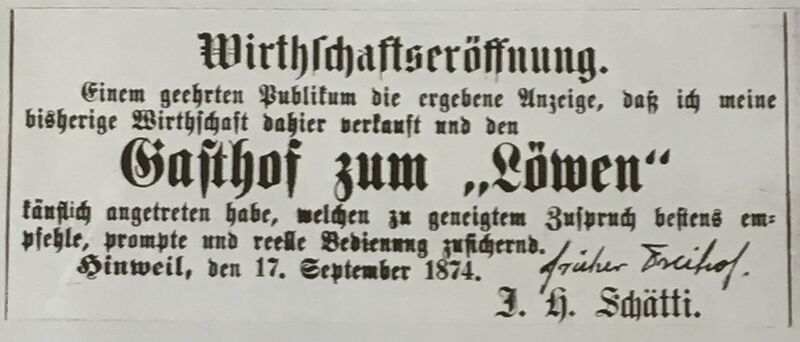 Wirthschaftseröffnung.
Einem geehrten Publikum die ergebene Anzeige, daß ich meine
bisherige Wirthschaft dahier verkauft und den
Gasthof zum „Löwen“
käuflich angetreten habe, welchen zu geneigtem Zuspruch bestens em=
pfehle, prompte und reelle Bedienung zusichernd.
Hinweil, den 17. September 1874.
früher Freihof.
J. H. Schätti.